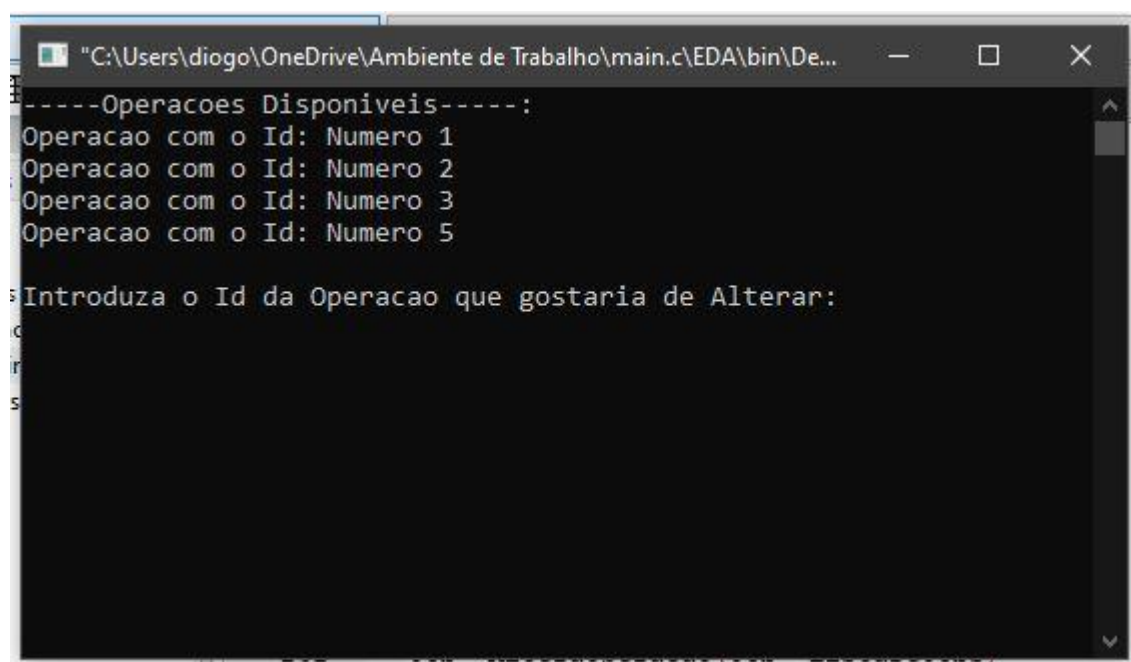 "C:\Users\diogo\OneDrive\Ambiente de Trabalho\main.c\EDA\bin\De...
-----Operacoes Disponiveis-----:
Operacao com o Id: Numero 1
Operacao com o Id: Numero 2
Operacao com o Id: Numero 3
Operacao com o Id: Numero 5
Introduza o Id da Operacao que gostaria de Alterar: